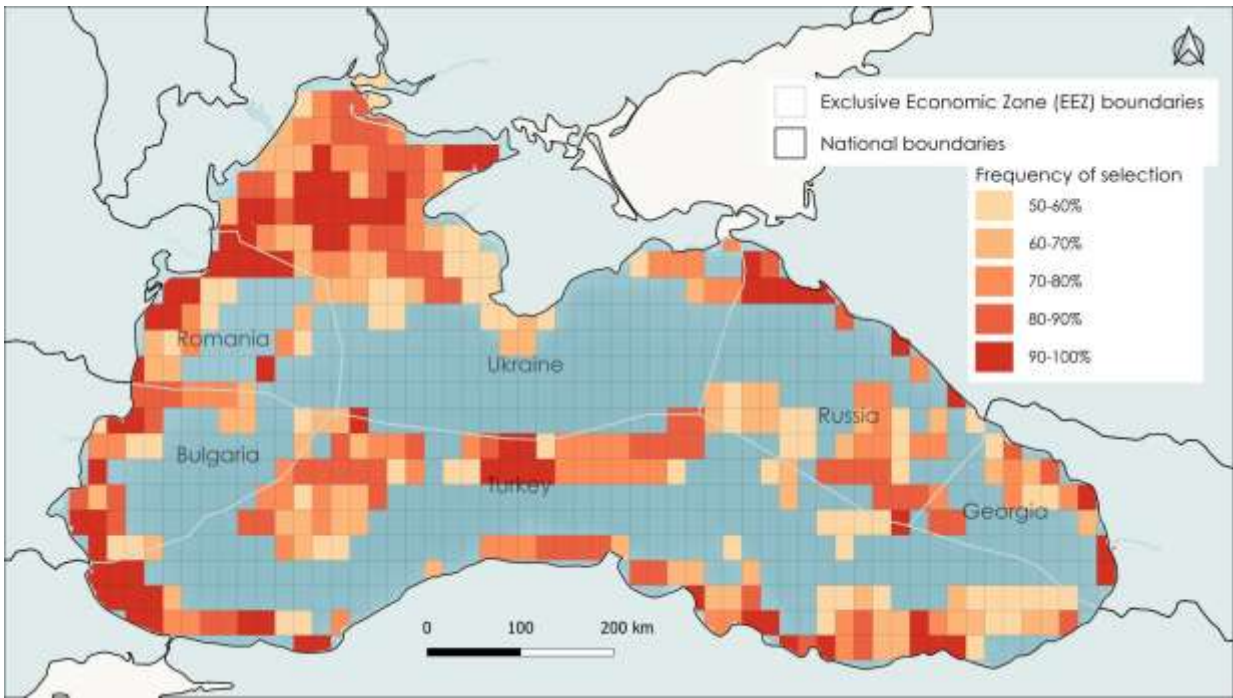 Exclusive Economic Zone (EEZ) boundaries
National boundaries
Frequency of selection
50-60%
60-70%
70-80%
80-90%
90-100%
Romania
Ukraine
Russia
Bulgaria
Turkey
Georgia
0 100 200 km